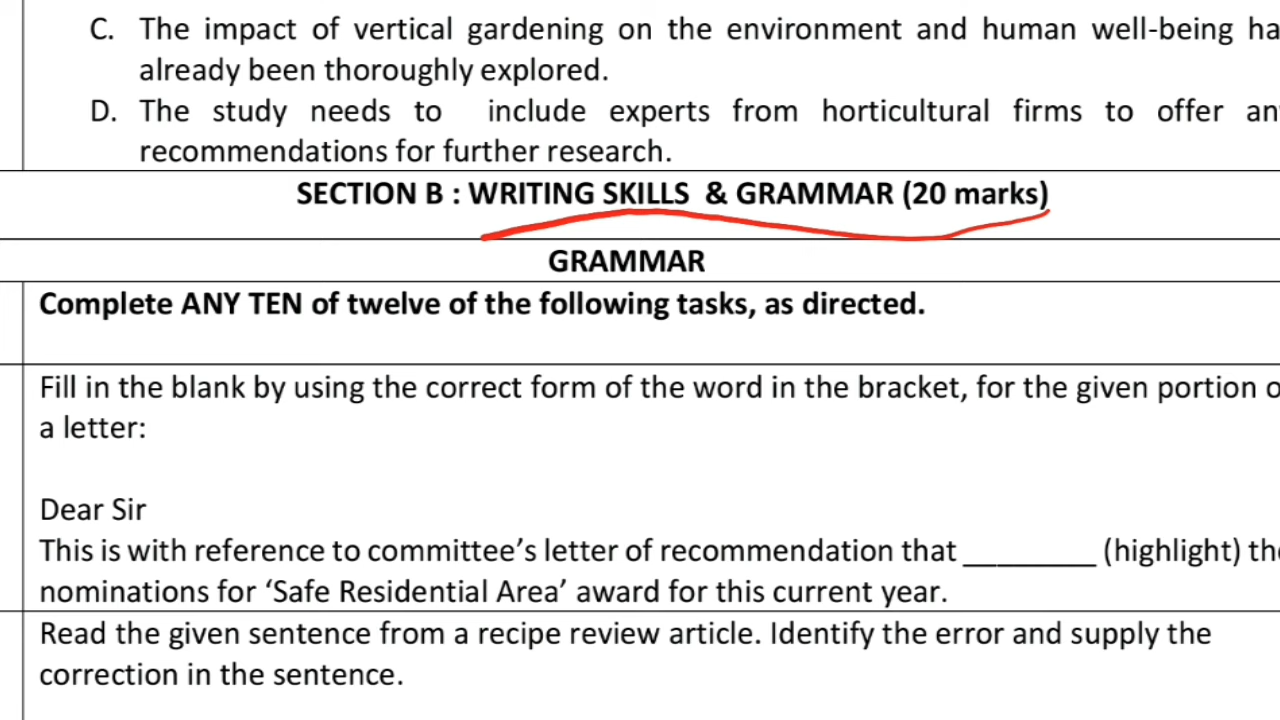 C. The impact of vertical gardening on the environment and human well-being ha
already been thoroughly explored.
D. The study needs to include experts from horticultural firms to offer an
recommendations for further research.
SECTION B : WRITING SKILLS & GRAMMAR (20 marks)
GRAMMAR
Complete ANY TEN of twelve of the following tasks, as directed.
Fill in the blank by using the correct form of the word in the bracket, for the given portion o
a letter:
Dear Sir
This is with reference to committee’s letter of recommendation that ________ (highlight) the
nominations for ‘Safe Residential Area’ award for this current year.
Read the given sentence from a recipe review article. Identify the error and supply the
correction in the sentence.